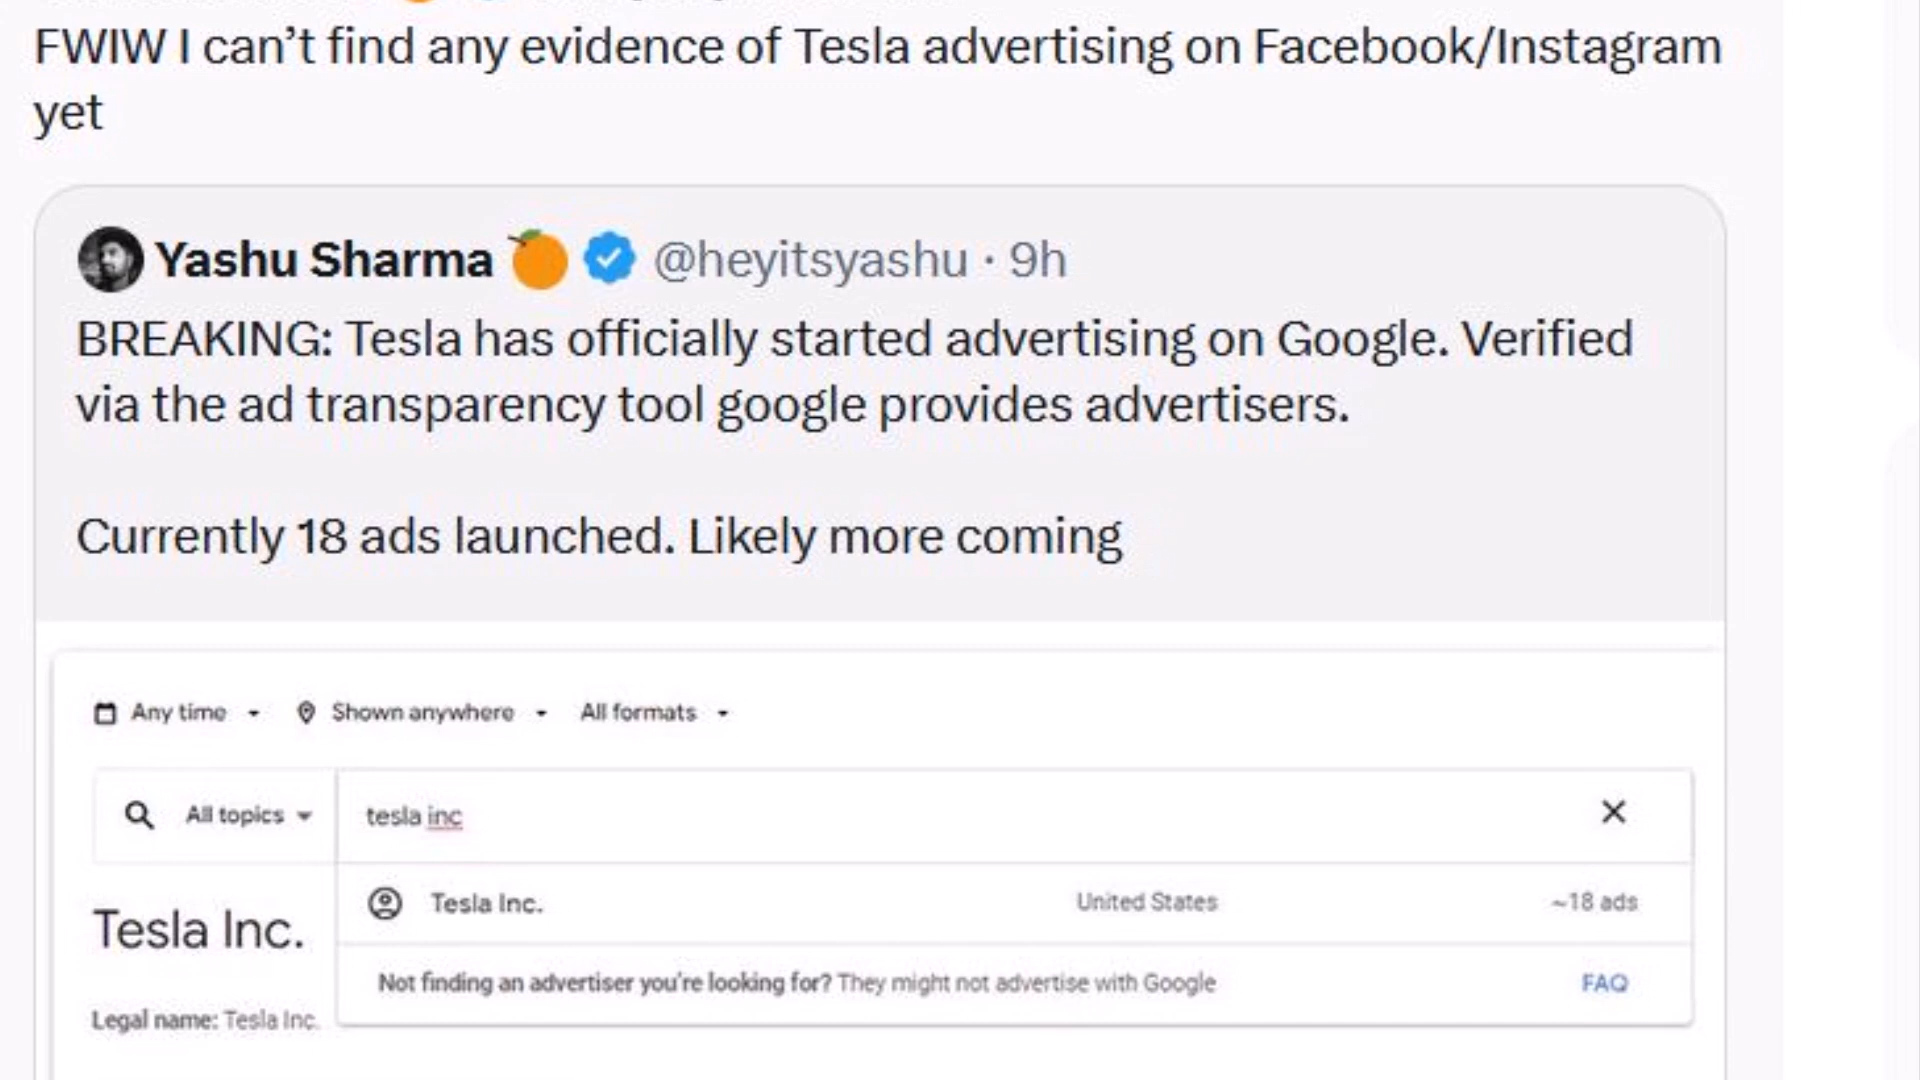 FWIW I can’t find any evidence of Tesla advertising on Facebook/Instagram
yet
Yashu Sharma @heyitsyashu · 9h
BREAKING: Tesla has officially started advertising on Google. Verified
via the ad transparency tool google provides advertisers.
Currently 18 ads launched. Likely more coming
Any time Shown anywhere All formats
All topics tesla inc
Tesla Inc. United States ~18 ads
Tesla Inc.
Not finding an advertiser you're looking for? They might not advertise with Google FAQ
Legal name: Tesla Inc.